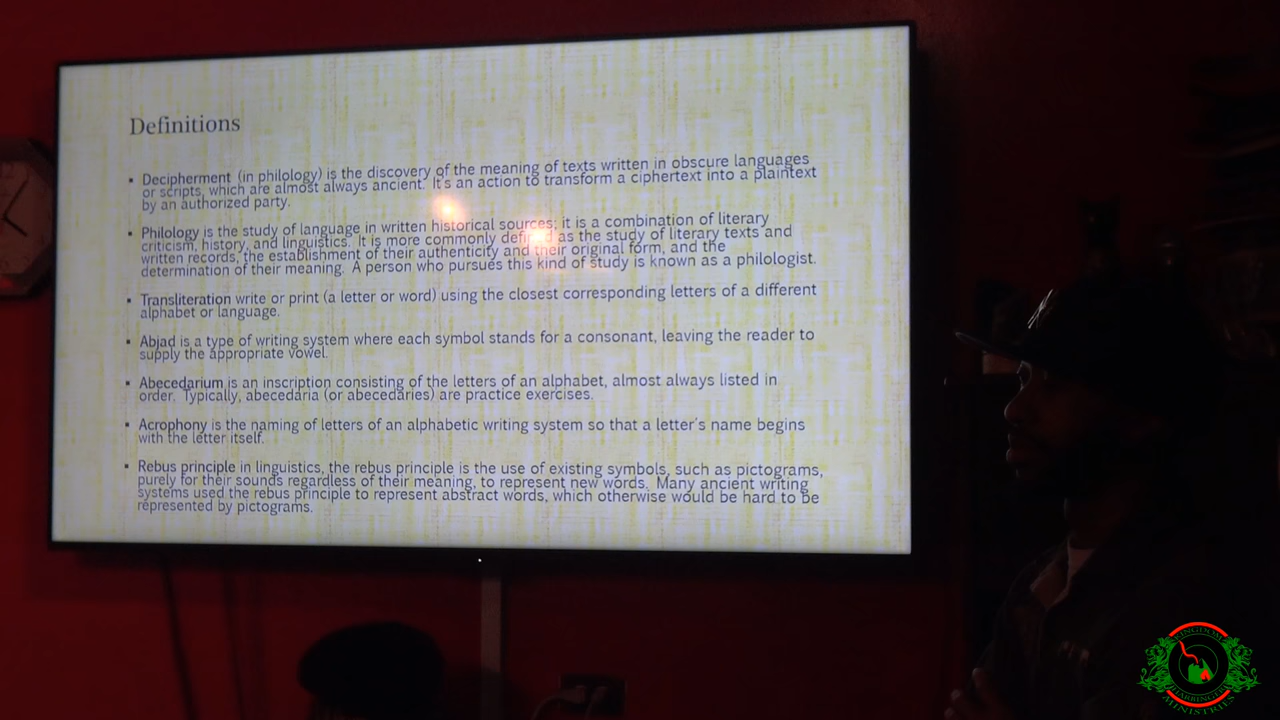 Definitions
▪ Decipherment (in philology) is the discovery of the meaning of texts written in obscure languages
or scripts, which are almost always ancient. It's an action to transform a ciphertext into a plaintext
by an authorized party.
▪ Philology is the study of language in written historical sources; it is a combination of literary
criticism, history, and linguistics. It is more commonly defined as the study of literary texts and
written records, the establishment of their authenticity and their original form, and the
determination of their meaning. A person who pursues this kind of study is known as a philologist.
▪ Transliteration write or print (a letter or word) using the closest corresponding letters of a different
alphabet or language.
▪ Abjad is a type of writing system where each symbol stands for a consonant, leaving the reader to
supply the appropriate vowel.
▪ Abecedarium is an inscription consisting of the letters of an alphabet, almost always listed in
order. Typically, abecedaria (or abecedaries) are practice exercises.
▪ Acrophony is the naming of letters of an alphabetic writing system so that a letter's name begins
with the letter itself.
▪ Rebus principle in linguistics, the rebus principle is the use of existing symbols, such as pictograms,
purely for their sounds regardless of their meaning, to represent new words. Many ancient writing
systems used the rebus principle to represent abstract words, which otherwise would be hard to be
represented by pictograms.
KINGDOM
HARBINGER
MINISTRIES